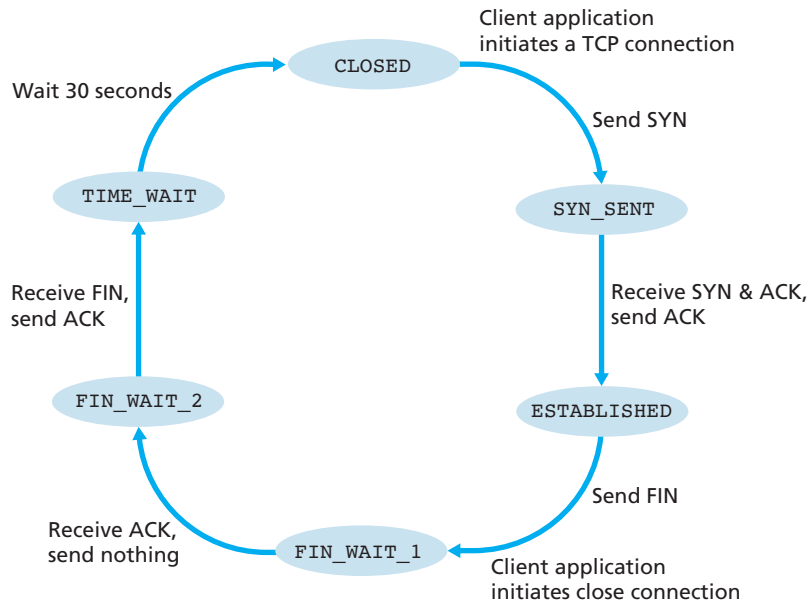 Client application
initiates a TCP connection
CLOSED
Wait 30 seconds
Send SYN
TIME_WAIT
SYN_SENT
Receive FIN,
send ACK
Receive SYN & ACK,
send ACK
FIN_WAIT_2
ESTABLISHED
Send FIN
Receive ACK,
send nothing
FIN_WAIT_1
Client application
initiates close connection